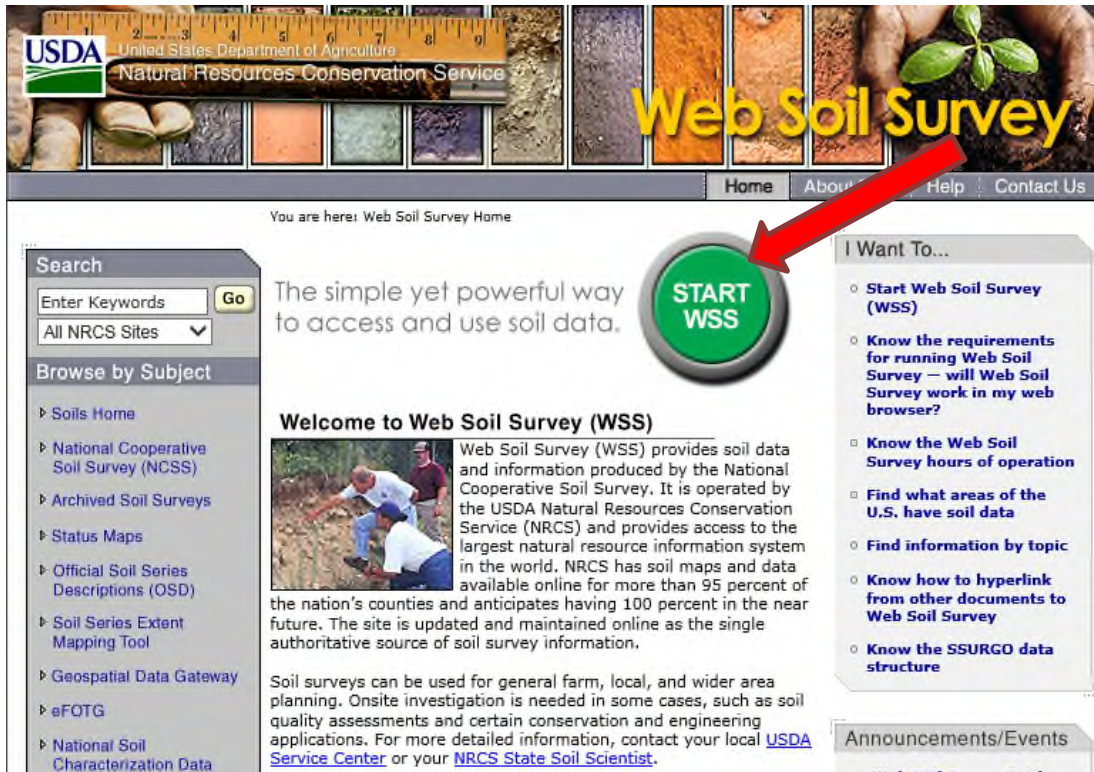 1 2 3 4 5 6 7 8 9
USDA
United States Department of Agriculture
Natural Resources Conservation Service
Web Soil Survey
Home
Help
Contact Us
You are here: Web Soil Survey Home
Search
Enter Keywords
Go
All NRCS Sites
Browse by Subject
Soils Home
National Cooperative
Soil Survey (NCSS)
Archived Soil Surveys
Status Maps
Official Soil Series
Descriptions (OSD)
Soil Series Extent
Mapping Tool
Geospatial Data Gateway
eFOTG
National Soil
Characterization Data
The simple yet powerful way
to access and use soil data.
START
WSS
Welcome to Web Soil Survey (WSS)
Web Soil Survey (WSS) provides soil data
and information produced by the National
Cooperative Soil Survey. It is operated by
the USDA Natural Resources Conservation
Service (NRCS) and provides access to the
largest natural resource information system
in the world. NRCS has soil maps and data
available online for more than 95 percent of
the nation's counties and anticipates having 100 percent in the near
future. The site is updated and maintained online as the single
authoritative source of soil survey information.
Soil surveys can be used for general farm, local, and wider area
planning. Onsite investigation is needed in some cases, such as soil
quality assessments and certain conservation and engineering
applications. For more detailed information, contact your local USDA
Service Center or your NRCS State Soil Scientist.
I Want To...
Start Web Soil Survey
(WSS)
Know the requirements
for running Web Soil
Survey — will Web Soil
Survey work in my web
browser?
Know the Web Soil
Survey hours of operation
Find what areas of the
U.S. have soil data
Find information by topic
Know how to hyperlink
from other documents to
Web Soil Survey
Know the SSURGO data
structure
Announcements/Events